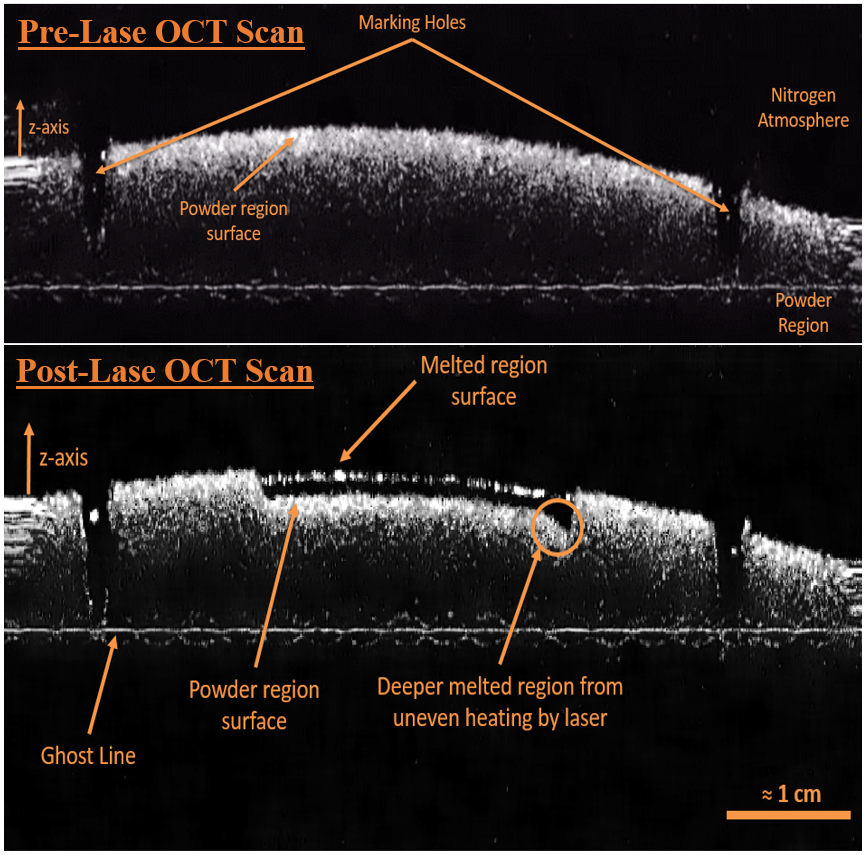 Pre-Lase OCT Scan
Marking Holes
Nitrogen
Atmosphere
z-axis
Powder region
surface
Powder
Region
Post-Lase OCT Scan
Melted region
surface
z-axis
Powder region
surface
Deeper melted region from
uneven heating by laser
Ghost Line
≈ 1 cm